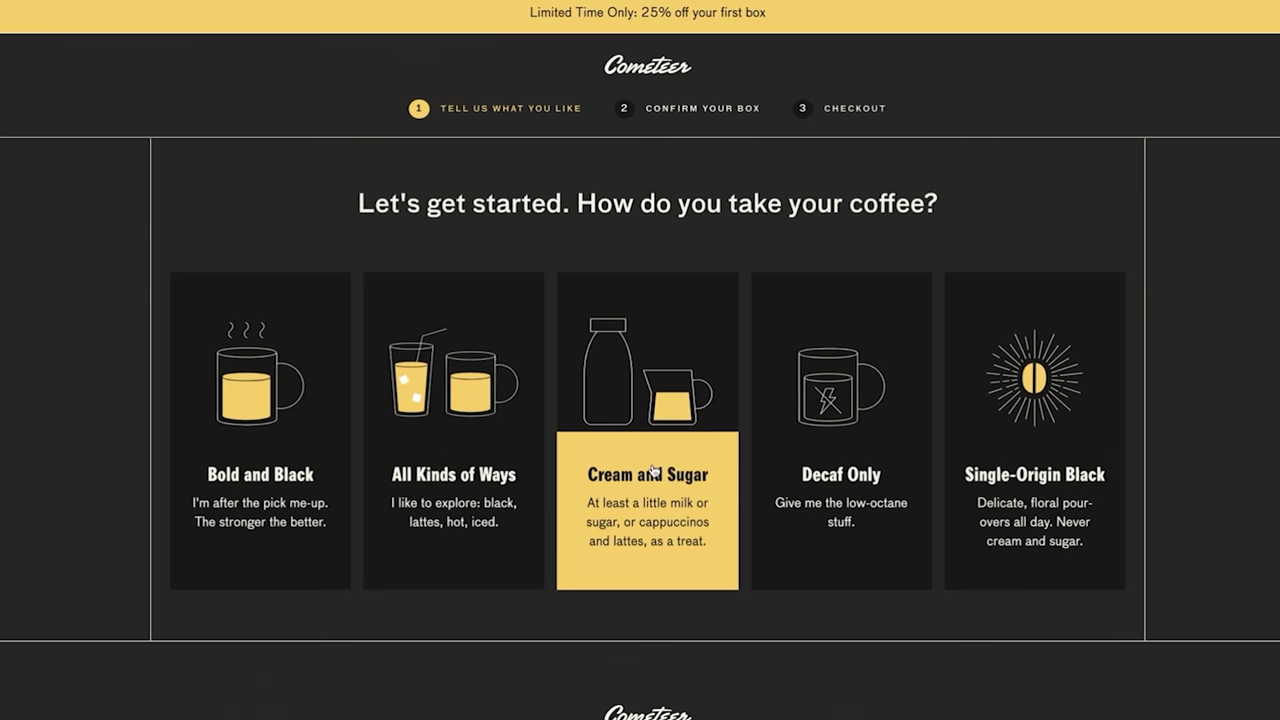 Limited Time Only: 25% off your first box
Cometeer
1 TELL US WHAT YOU LIKE 2 CONFIRM YOUR BOX 3 CHECKOUT
Let's get started. How do you take your coffee?
Bold and Black
I'm after the pick me-up.
The stronger the better.
All Kinds of Ways
I like to explore: black,
lattes, hot, iced.
Cream and Sugar
At least a little milk or
sugar, or cappuccinos
and lattes, as a treat.
Decaf Only
Give me the low-octane
stuff.
Single-Origin Black
Delicate, floral pour-
overs all day. Never
cream and sugar.
Cometeer